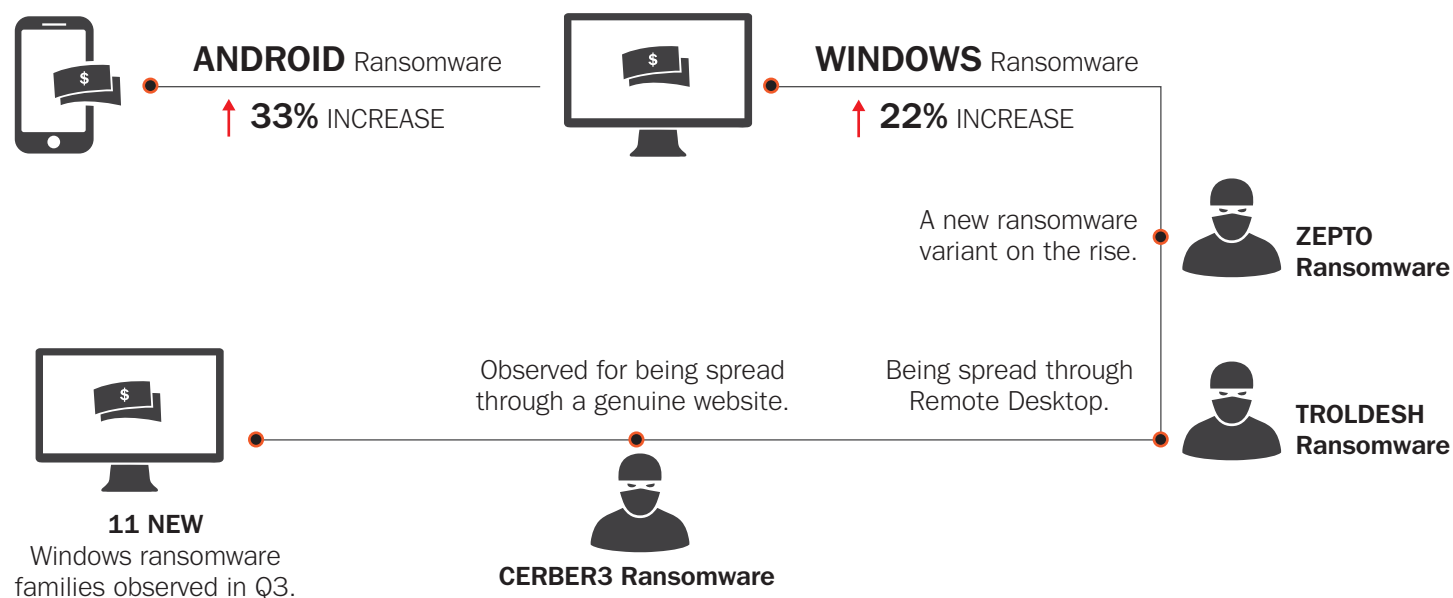 $
ANDROID Ransomware
33% INCREASE
$
WINDOWS Ransomware
22% INCREASE
A new ransomware
variant on the rise.
ZEPTO
Ransomware
Being spread through
Remote Desktop.
TROLDESH
Ransomware
Observed for being spread
through a genuine website.
CERBER3 Ransomware
$
11 NEW
Windows ransomware
families observed in Q3.